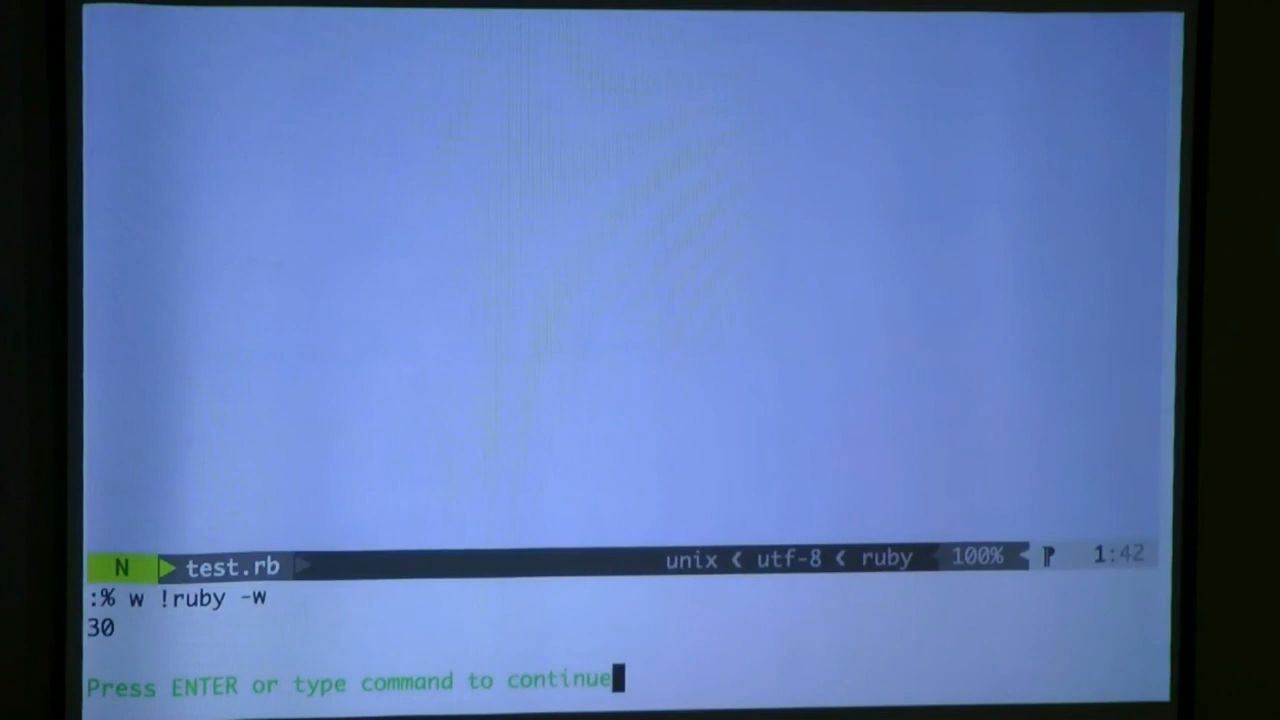 N test.rb unix ❮ utf-8 ❮ ruby 100% 1:42
:% w !ruby -w
30
Press ENTER or type command to continue